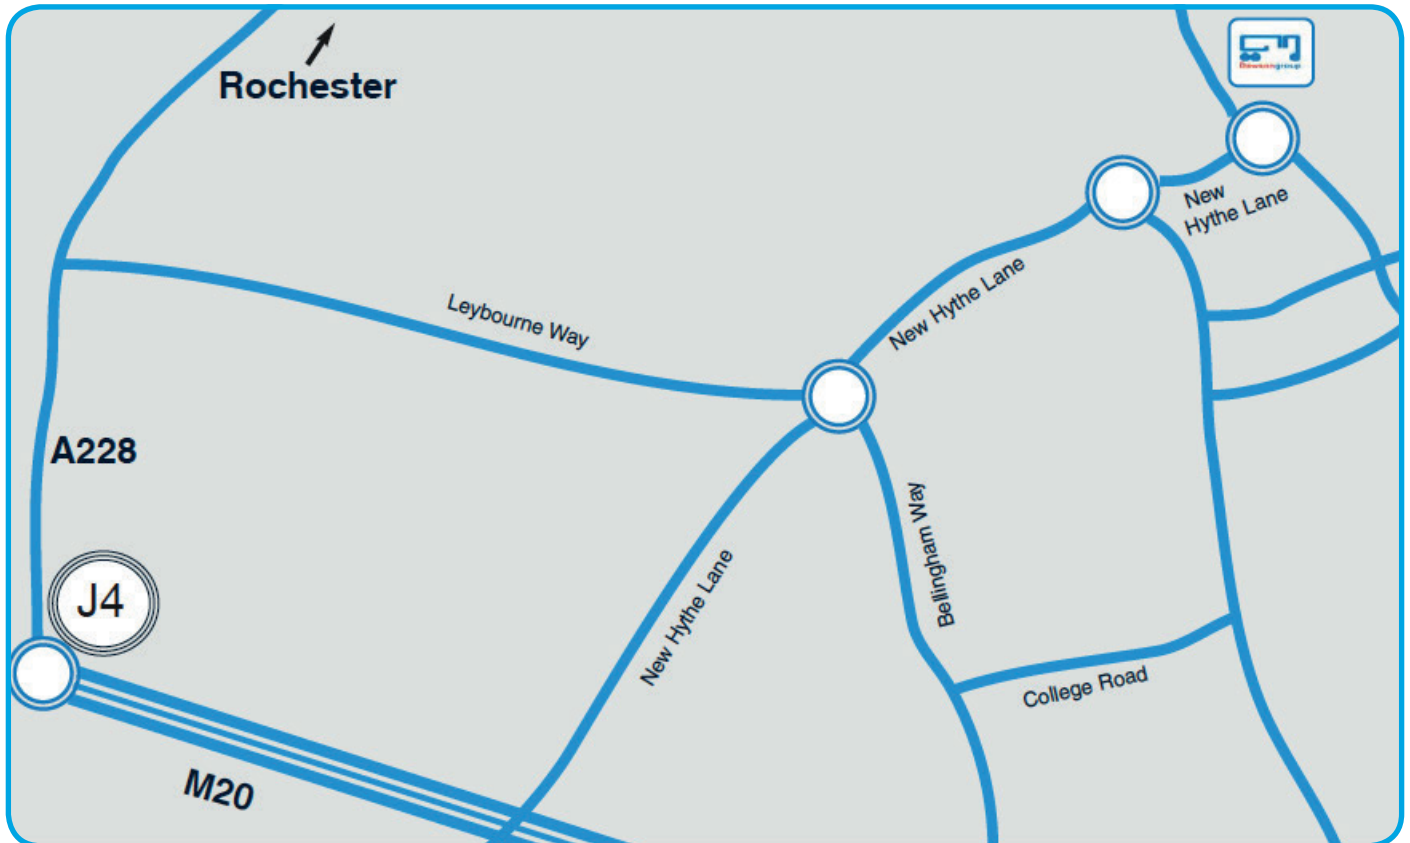 Rochester
Dawsongroup
New
Hythe Lane
New Hythe Lane
Leybourne Way
A228
Bellingham Way
New Hythe Lane
J4
College Road
M20